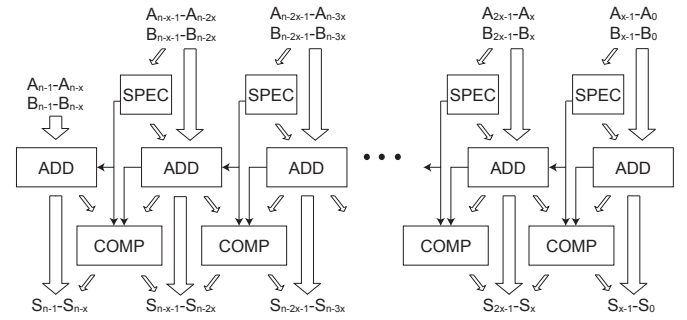 Aₙ₋ₓ₋₁-Aₙ₋₂ₓ Aₙ₋₂ₓ₋₁-Aₙ₋₃ₓ A₂ₓ₋₁-Aₓ Aₓ₋₁-A₀
Bₙ₋ₓ₋₁-Bₙ₋₂ₓ Bₙ₋₂ₓ₋₁-Bₙ₋₃ₓ B₂ₓ₋₁-Bₓ Bₓ₋₁-B₀
Aₙ₋₁-Aₙ₋ₓ
Bₙ₋₁-Bₙ₋ₓ
SPEC SPEC SPEC SPEC
ADD ADD ADD • • • ADD ADD
COMP COMP COMP COMP
Sₙ₋₁-Sₙ₋ₓ Sₙ₋ₓ₋₁-Sₙ₋₂ₓ Sₙ₋₂ₓ₋₁-Sₙ₋₃ₓ S₂ₓ₋₁-Sₓ Sₓ₋₁-S₀